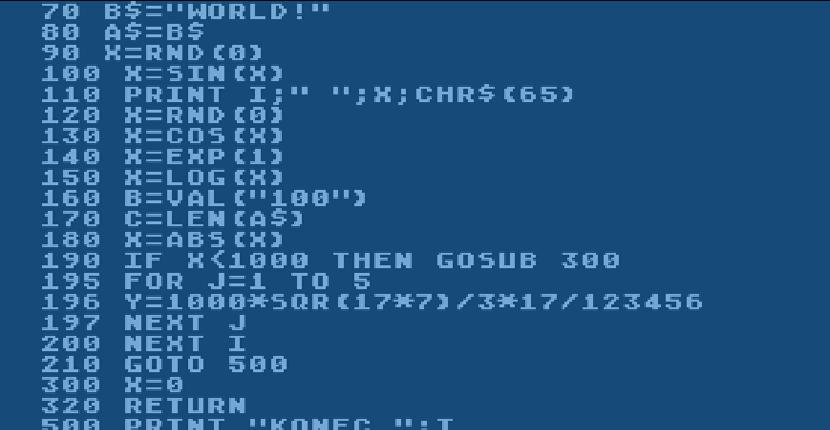 70 B$="WORLD!"
80 A$=B$
90 X=RND(0)
100 X=SIN(X)
110 PRINT I;" ";X;CHR$(65)
120 X=RND(0)
130 X=COS(X)
140 X=EXP(1)
150 X=LOG(X)
160 B=VAL("100")
170 C=LEN(A$)
180 X=ABS(X)
190 IF X<1000 THEN GOSUB 300
195 FOR J=1 TO 5
196 Y=1000*SQR(17*7)/3*17/123456
197 NEXT J
200 NEXT I
210 GOTO 500
300 X=0
320 RETURN
500 PRINT "KONEC ";T